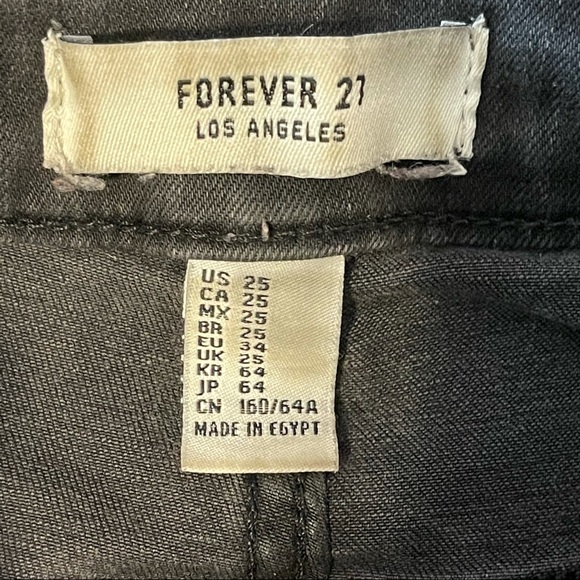 FOREVER 21
LOS ANGELES
US 25
CA 25
MX 25
BR 25
EU 34
UK 25
KR 64
JP 64
CN 160/64A
MADE IN EGYPT